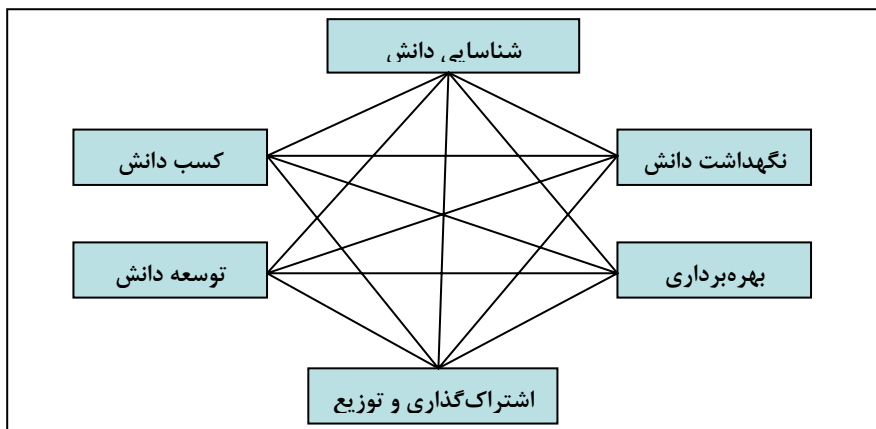 شناسایی دانش
نگهداشت دانش
کسب دانش
بهره‌برداری
توسعه دانش
اشتراک‌گذاری و توزیع